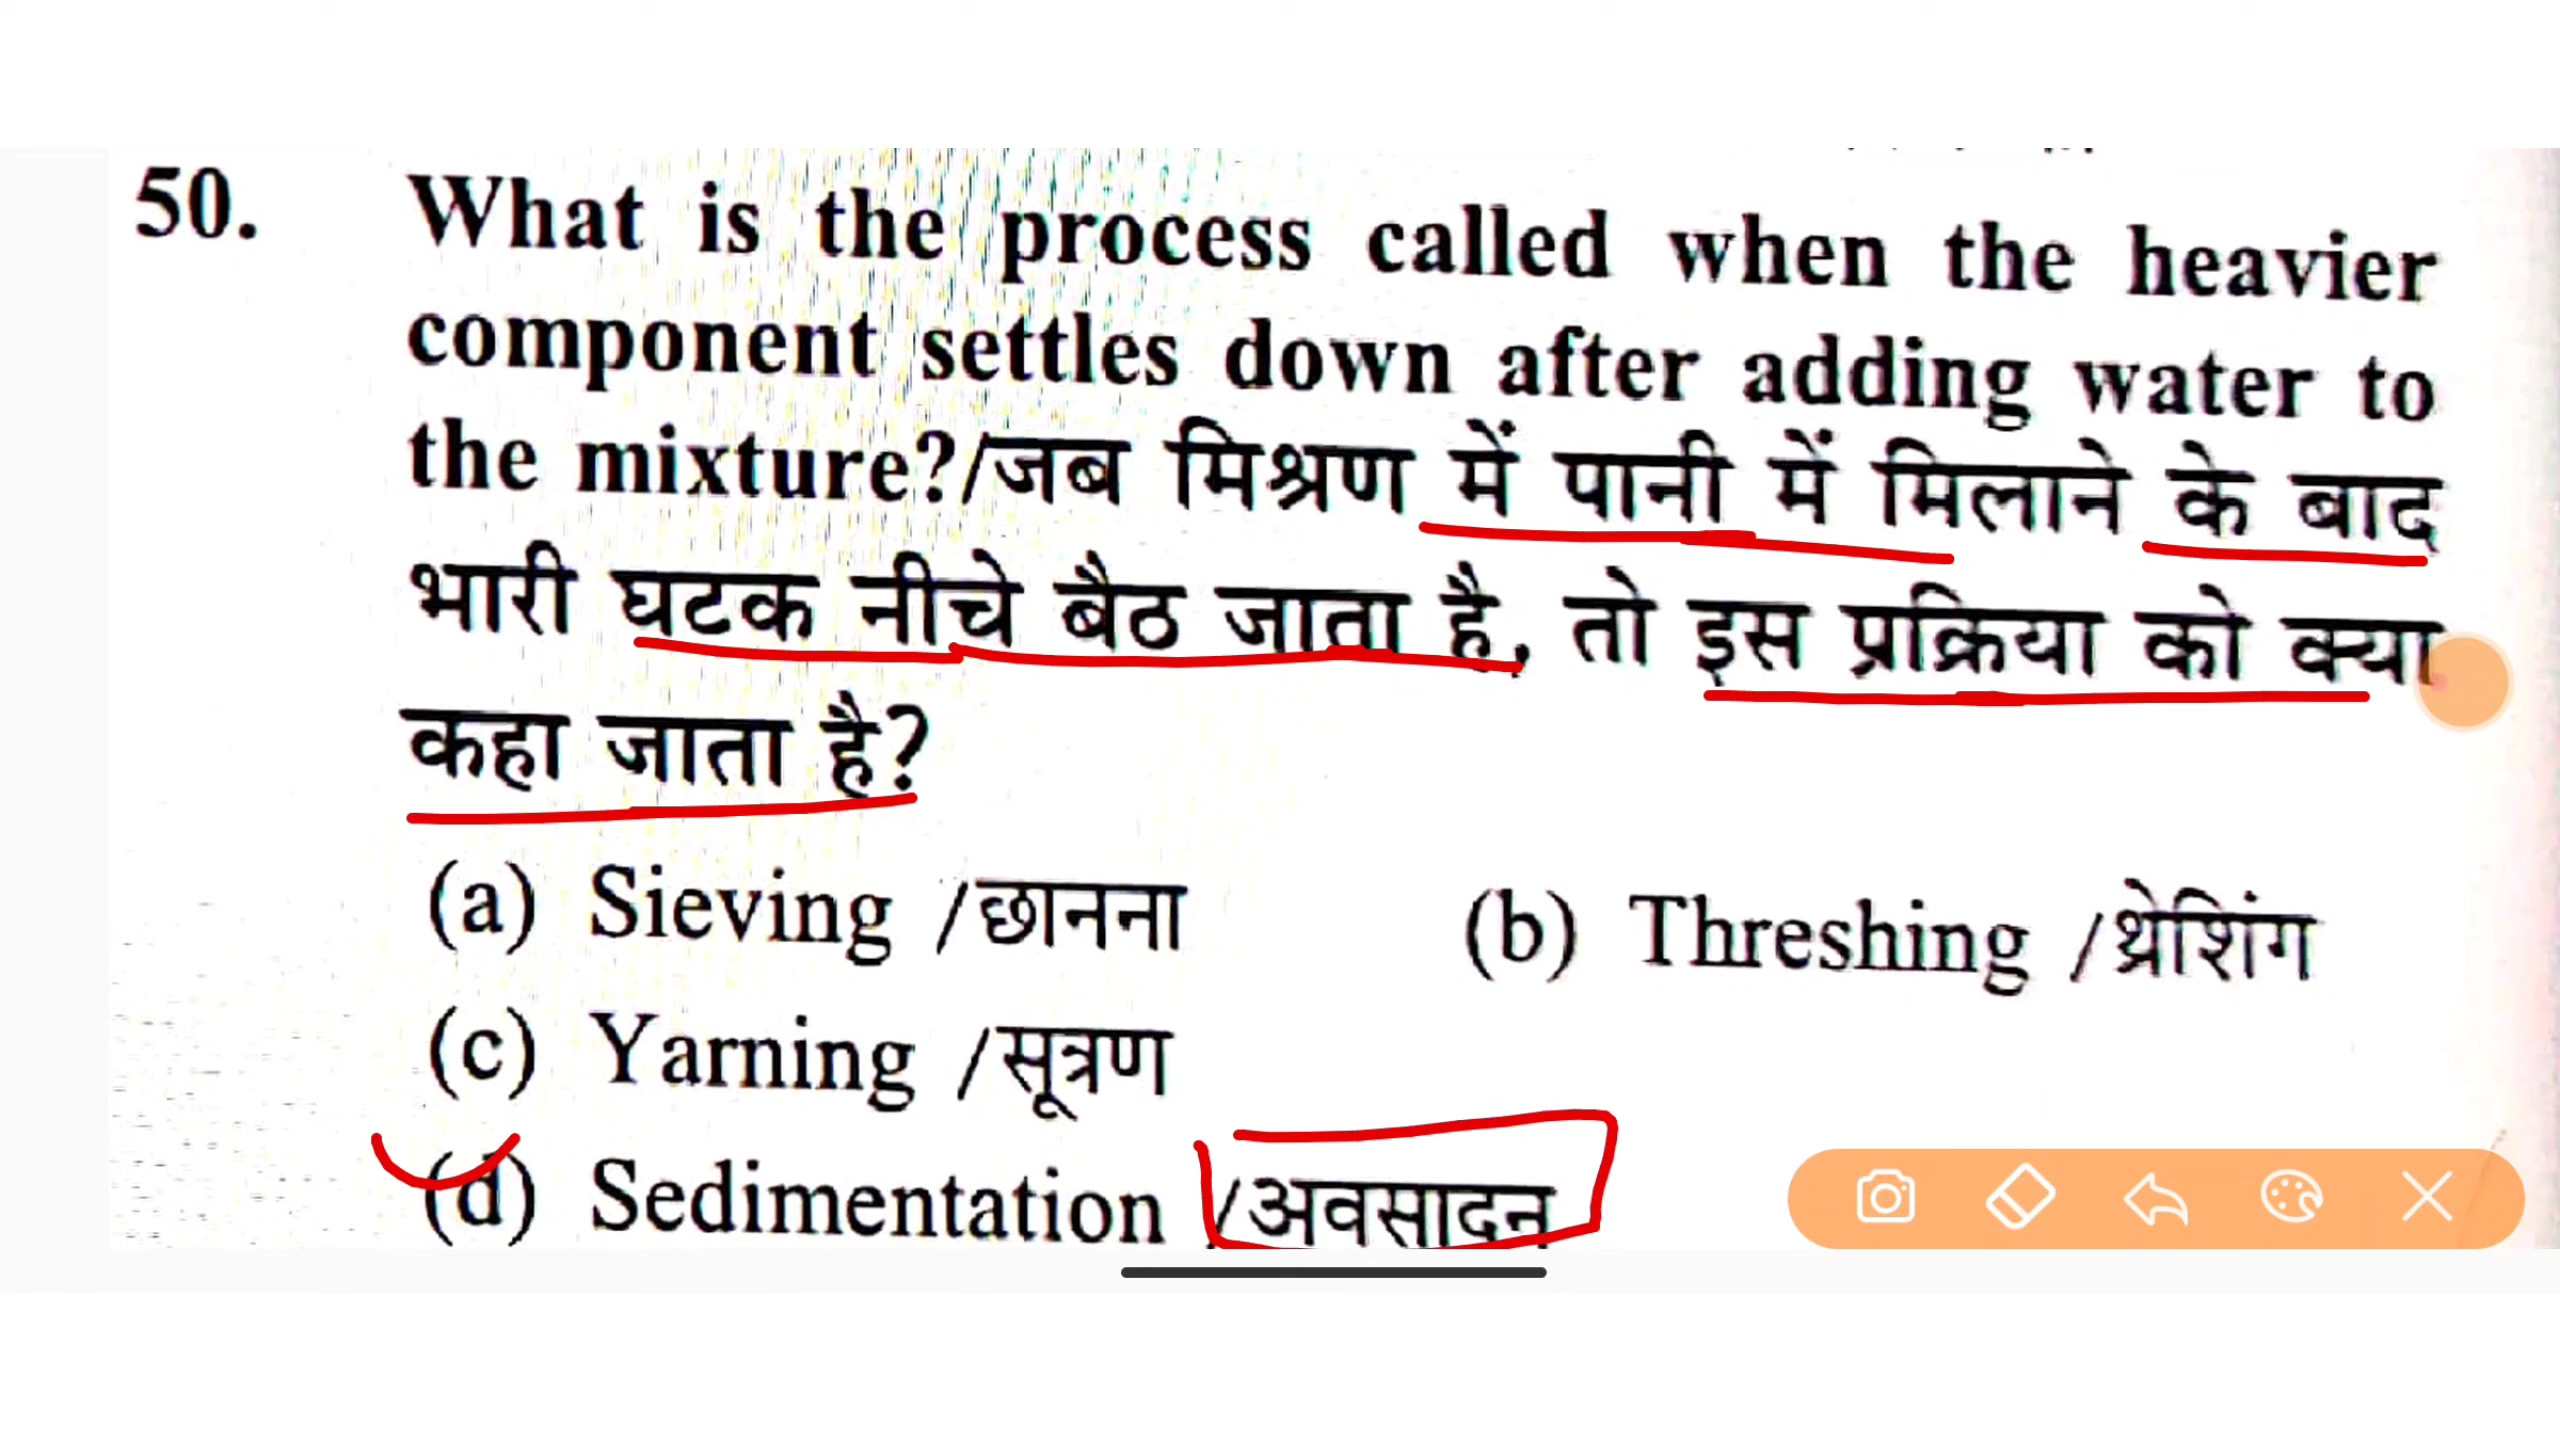 50. What is the process called when the heavier
component settles down after adding water to
the mixture?/जब मिश्रण में पानी में मिलाने के बाद
भारी घटक नीचे बैठ जाता है, तो इस प्रक्रिया को क्या
कहा जाता है?
(a) Sieving /छानना (b) Threshing /थ्रेशिंग
(c) Yarning /सूत्रण
(d) Sedimentation /अवसादन